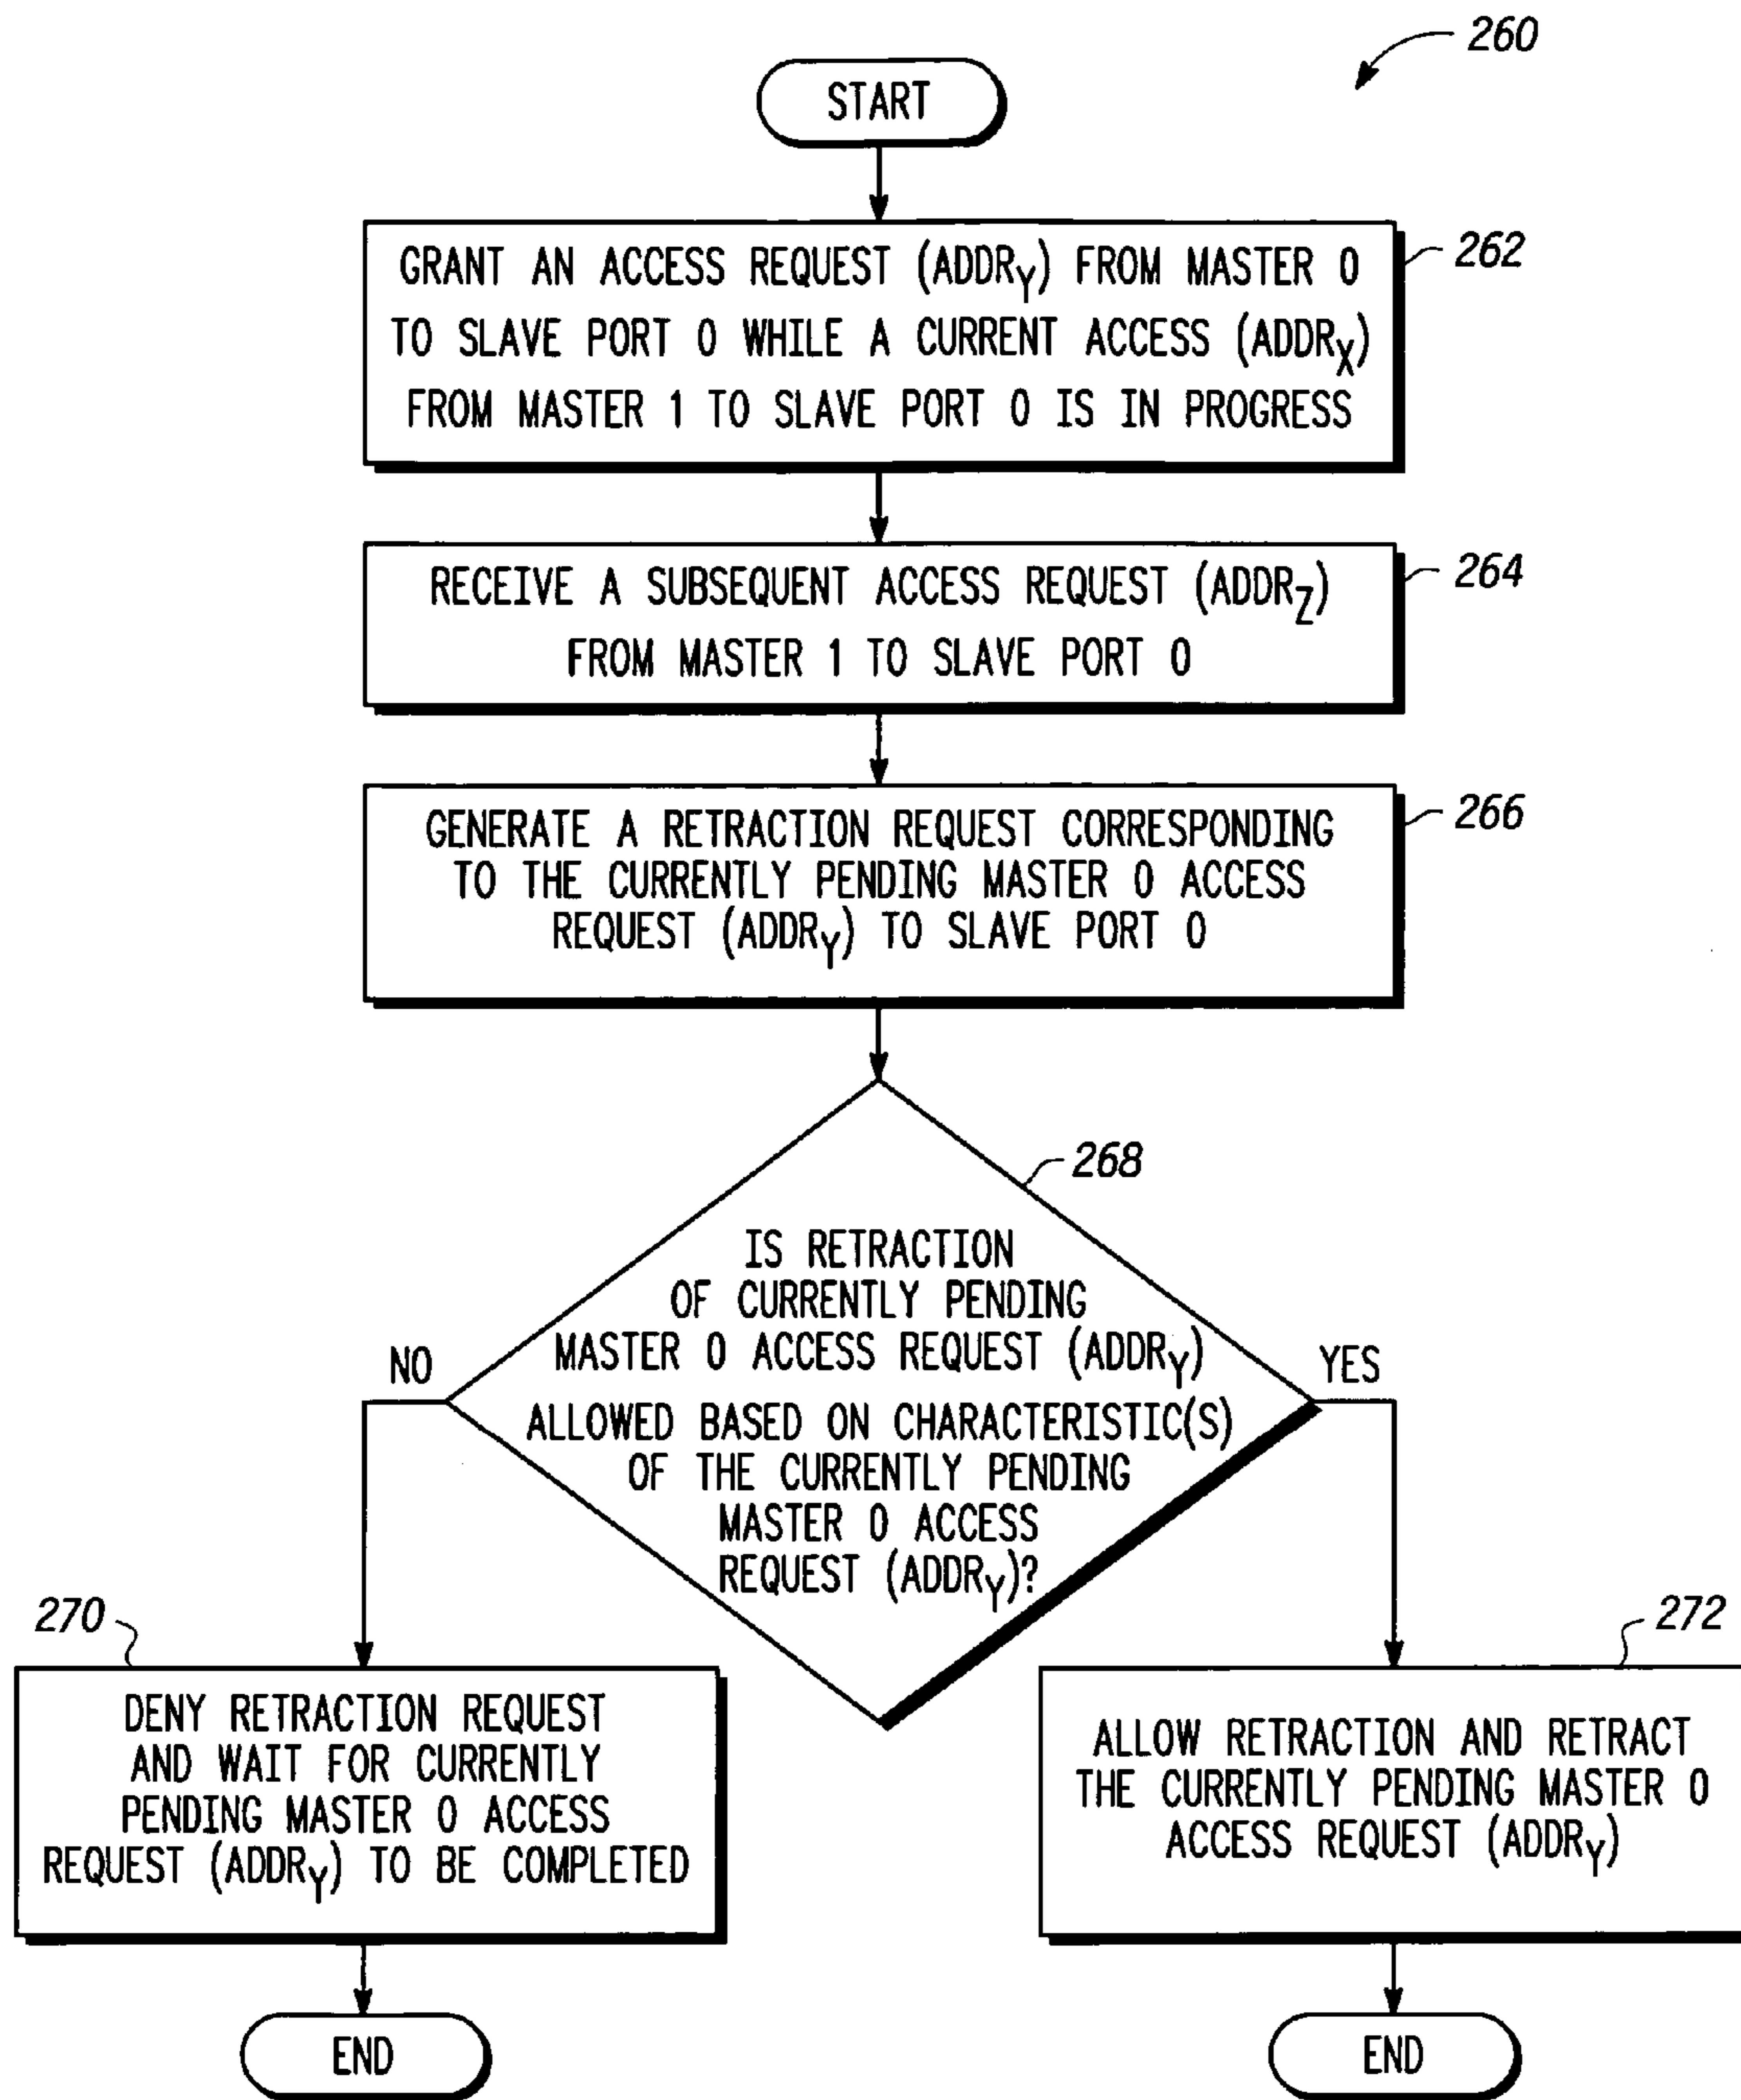 260
START
GRANT AN ACCESS REQUEST (ADDRY) FROM MASTER 0
TO SLAVE PORT 0 WHILE A CURRENT ACCESS (ADDRX)
FROM MASTER 1 TO SLAVE PORT 0 IS IN PROGRESS
262
RECEIVE A SUBSEQUENT ACCESS REQUEST (ADDRZ)
FROM MASTER 1 TO SLAVE PORT 0
264
GENERATE A RETRACTION REQUEST CORRESPONDING
TO THE CURRENTLY PENDING MASTER 0 ACCESS
REQUEST (ADDRY) TO SLAVE PORT 0
266
268
IS RETRACTION
OF CURRENTLY PENDING
MASTER 0 ACCESS REQUEST (ADDRY)
ALLOWED BASED ON CHARACTERISTIC(S)
OF THE CURRENTLY PENDING
MASTER 0 ACCESS
REQUEST (ADDRY)?
NO
YES
270
DENY RETRACTION REQUEST
AND WAIT FOR CURRENTLY
PENDING MASTER 0 ACCESS
REQUEST (ADDRY) TO BE COMPLETED
272
ALLOW RETRACTION AND RETRACT
THE CURRENTLY PENDING MASTER 0
ACCESS REQUEST (ADDRY)
END
END